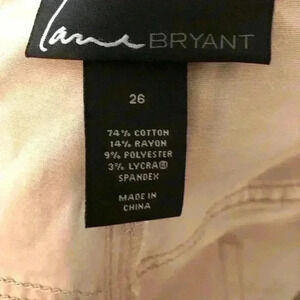 Lane BRYANT
26
74% COTTON
14% RAYON
9% POLYESTER
3% LYCRA®
SPANDEX
MADE IN
CHINA